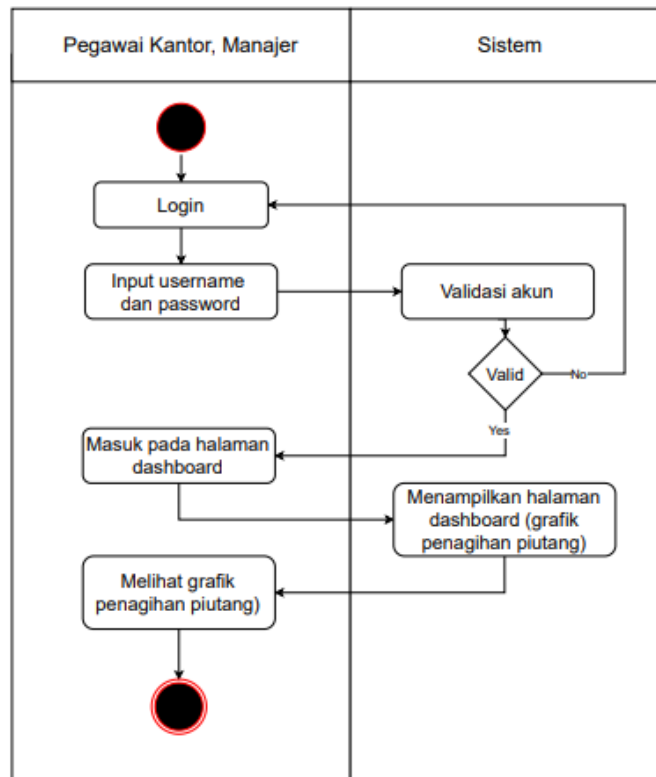 Pegawai Kantor, Manajer
Sistem
Login
Input username
dan password
Validasi akun
Valid
No
Yes
Masuk pada halaman
dashboard
Menampilkan halaman
dashboard (grafik
penagihan piutang)
Melihat grafik
penagihan piutang)